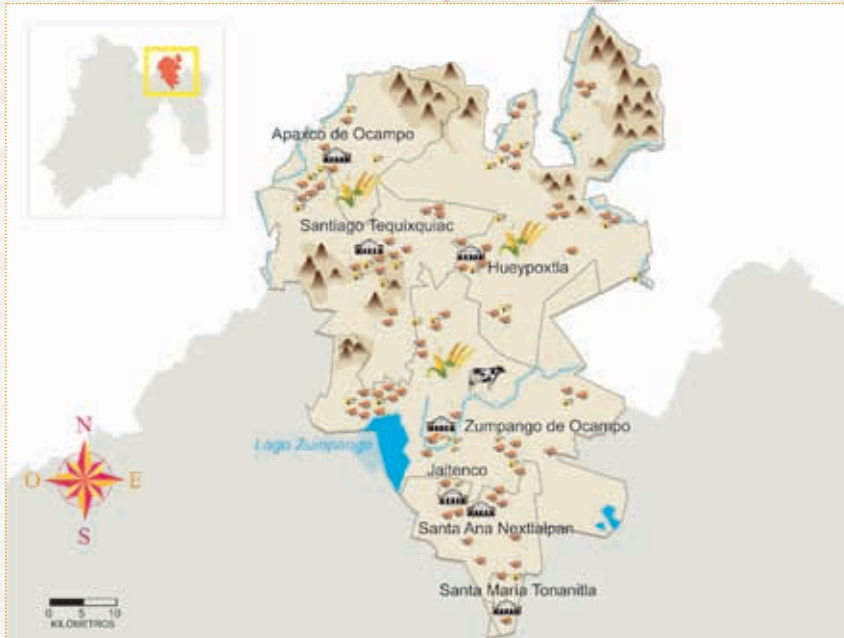 Apaxco de Ocampo
Santiago Tequixquiac
Hueypoxtla
Zumpango de Ocampo
Lago Zumpango
Jaltenco
Santa Ana Nextlalpan
Santa María Tonanitla
N
O
E
S
0 5 10
KILÓMETROS